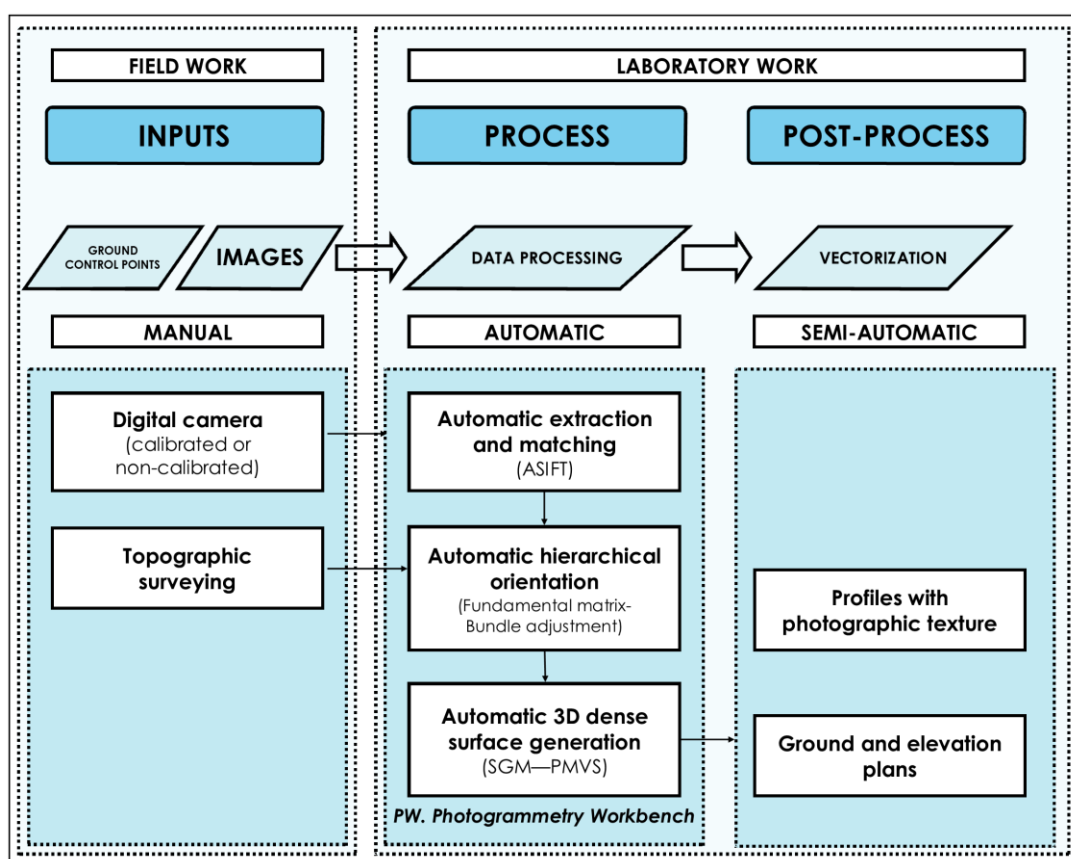 FIELD WORK
LABORATORY WORK
INPUTS
PROCESS
POST-PROCESS
GROUND
CONTROL POINTS
IMAGES
DATA PROCESSING
VECTORIZATION
MANUAL
AUTOMATIC
SEMI-AUTOMATIC
Digital camera
(calibrated or
non-calibrated)
Topographic
surveying
Automatic extraction
and matching
(ASIFT)
Automatic hierarchical
orientation
(Fundamental matrix-
Bundle adjustment)
Automatic 3D dense
surface generation
(SGM—PMVS)
PW. Photogrammetry Workbench
Profiles with
photographic texture
Ground and elevation
plans